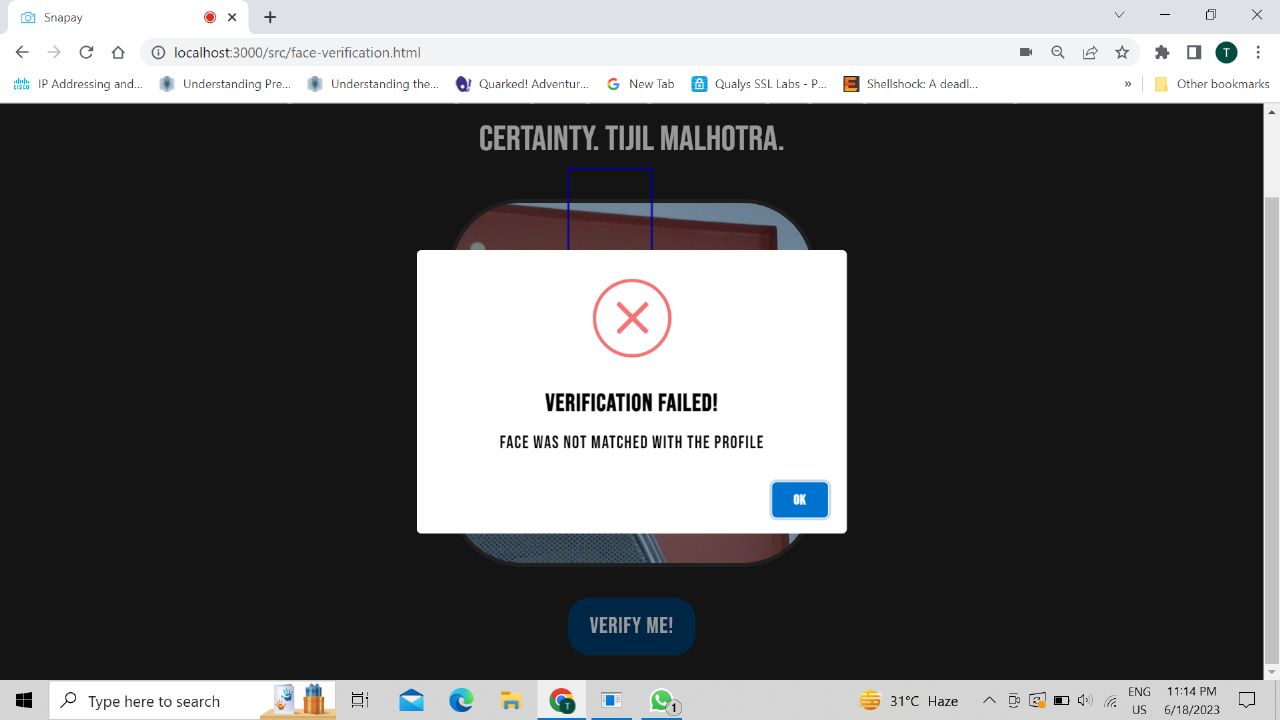 Snapay
localhost:3000/src/face-verification.html
T
IP Addressing and...
Understanding Pre...
Understanding the...
Quarked! Adventu...
New Tab
Qualys SSL Labs - P...
Shellshock: A deadl...
»
Other bookmarks
CERTAINTY. TIJIL MALHOTRA.
VERIFICATION FAILED!
FACE WAS NOT MATCHED WITH THE PROFILE
OK
VERIFY ME!
Type here to search
T
1
31°C Haze
ENG
US
11:14 PM
6/18/2023